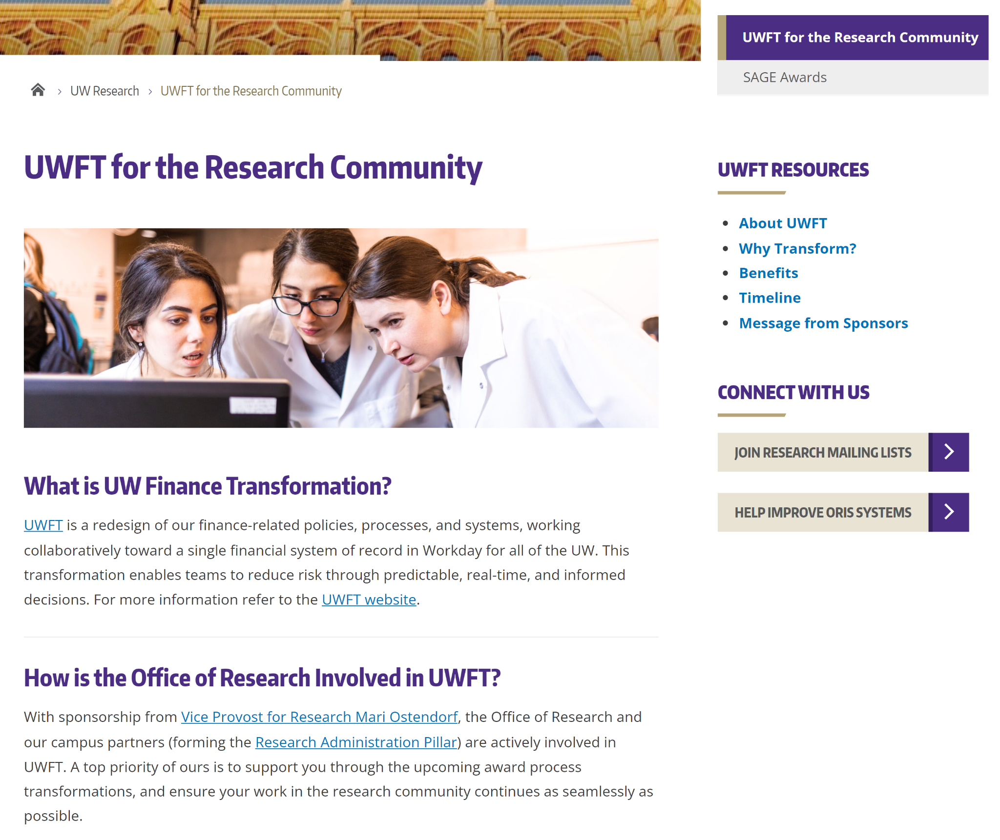 UWFT for the Research Community
SAGE Awards
UW Research
UWFT for the Research Community
UWFT for the Research Community
What is UW Finance Transformation?
UWFT is a redesign of our finance-related policies, processes, and systems, working
collaboratively toward a single financial system of record in Workday for all of the UW. This
transformation enables teams to reduce risk through predictable, real-time, and informed
decisions. For more information refer to the UWFT website.
How is the Office of Research Involved in UWFT?
With sponsorship from Vice Provost for Research Mari Ostendorf, the Office of Research and
our campus partners (forming the Research Administration Pillar) are actively involved in
UWFT. A top priority of ours is to support you through the upcoming award process
transformations, and ensure your work in the research community continues as seamlessly as
possible.
UWFT RESOURCES
About UWFT
Why Transform?
Benefits
Timeline
Message from Sponsors
CONNECT WITH US
JOIN RESEARCH MAILING LISTS
HELP IMPROVE ORIS SYSTEMS